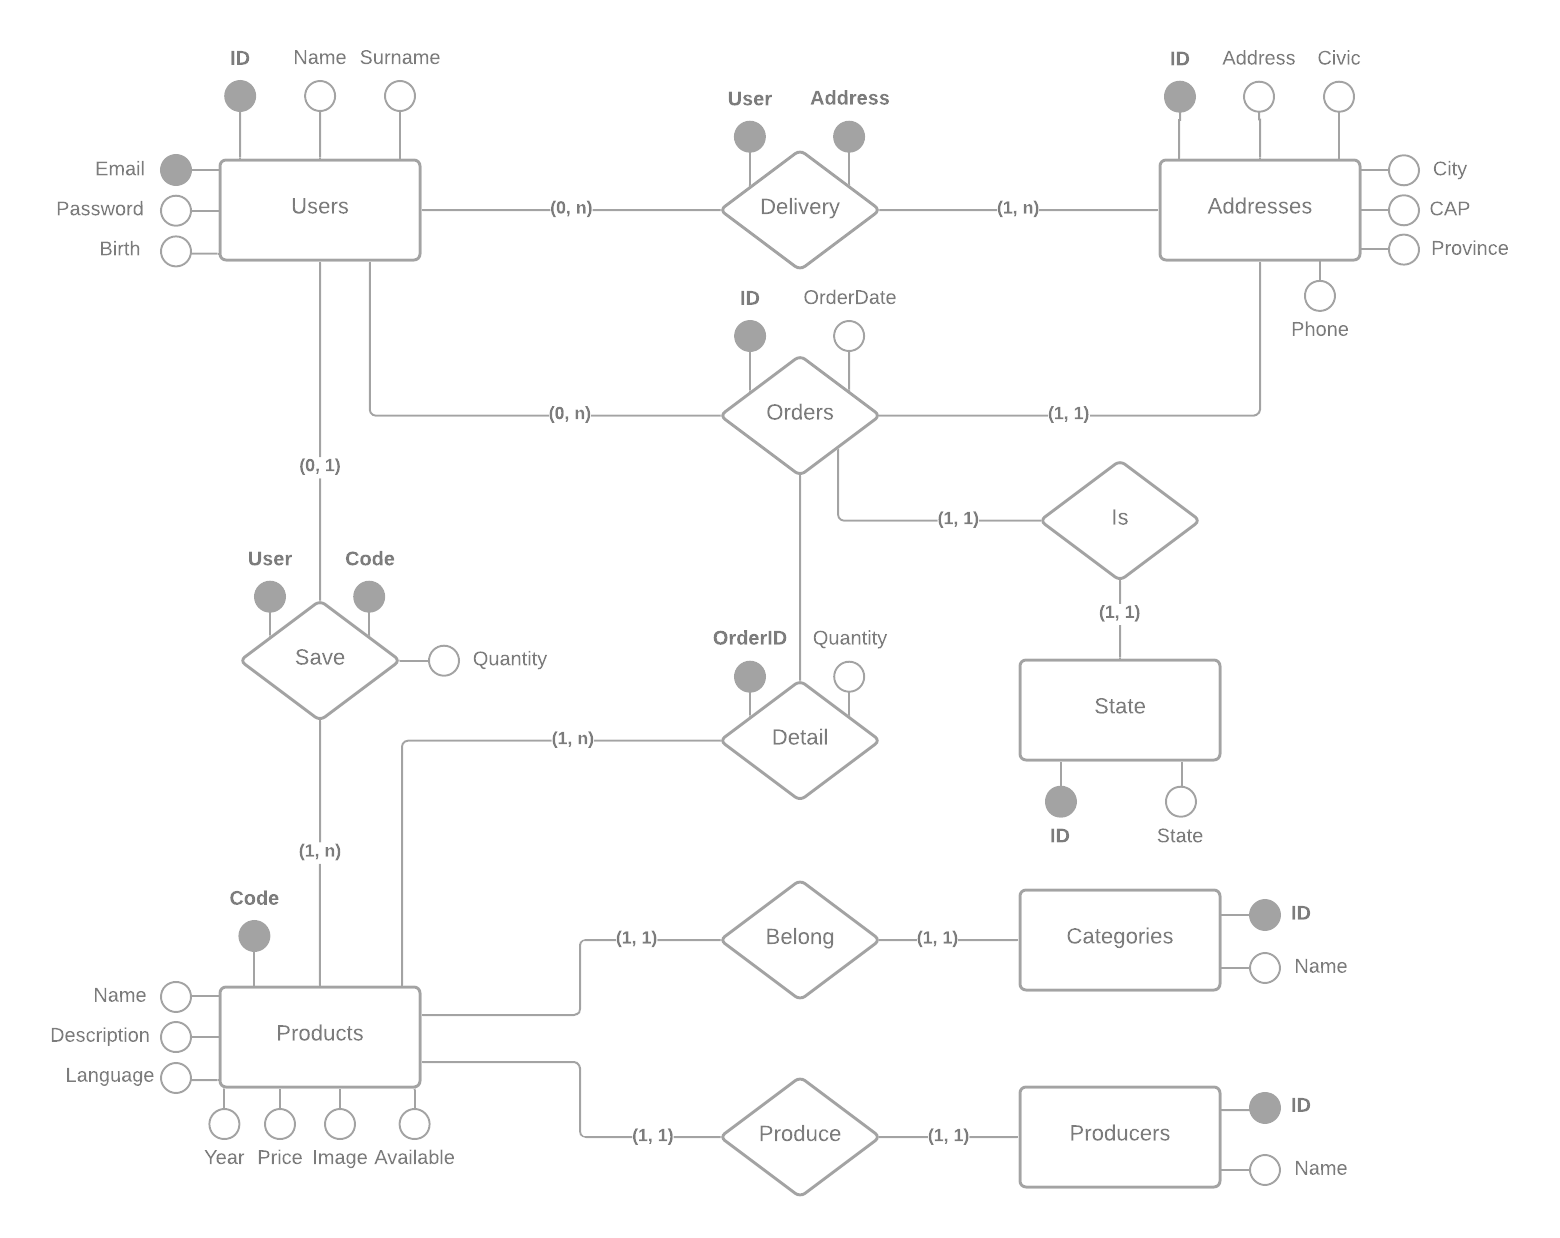 ID
Name
Surname
Email
Password
Birth
Users
(0, n)
User
Address
Delivery
(1, n)
ID
Address
Civic
Addresses
City
CAP
Province
Phone
ID
OrderDate
(0, n)
Orders
(1, 1)
(0, 1)
(1, 1)
Is
(1, 1)
User
Code
Save
Quantity
OrderID
Quantity
(1, n)
Detail
State
ID
State
(1, n)
Code
Name
Description
Language
Products
Year
Price
Image
Available
(1, 1)
Belong
(1, 1)
Categories
ID
Name
(1, 1)
Produce
(1, 1)
Producers
ID
Name